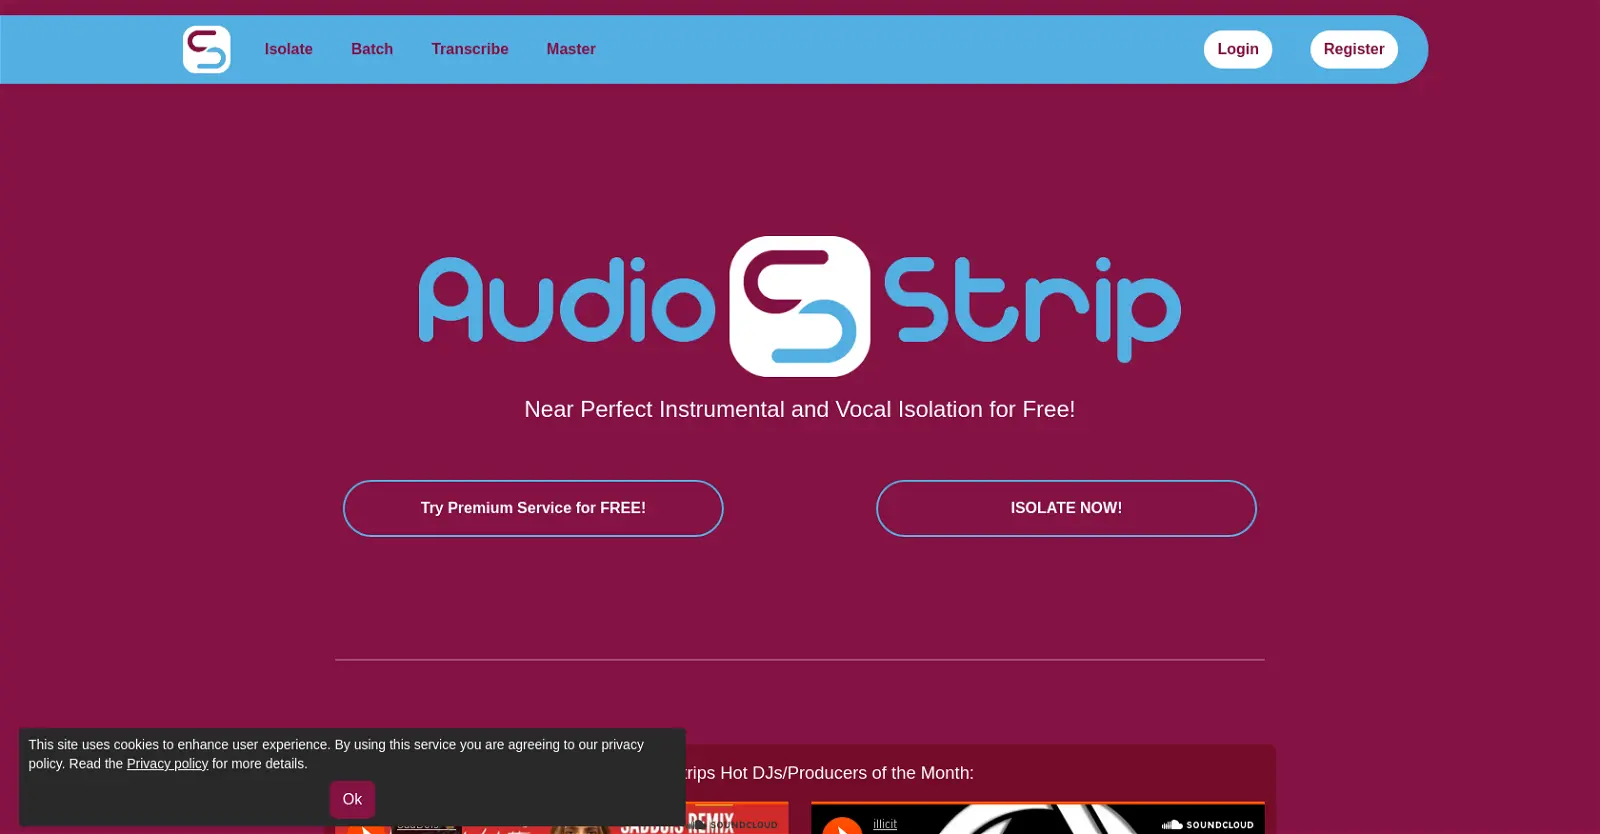 Isolate Batch Transcribe Master Login Register
Audio Strip
Near Perfect Instrumental and Vocal Isolation for Free!
Try Premium Service for FREE! ISOLATE NOW!
This site uses cookies to enhance user experience. By using this service you are agreeing to our privacy
policy. Read the Privacy policy for more details.
Ok
trips Hot DJs/Producers of the Month:
REMIX
SOUNDCLOUD
illicit
SOUNDCLOUD